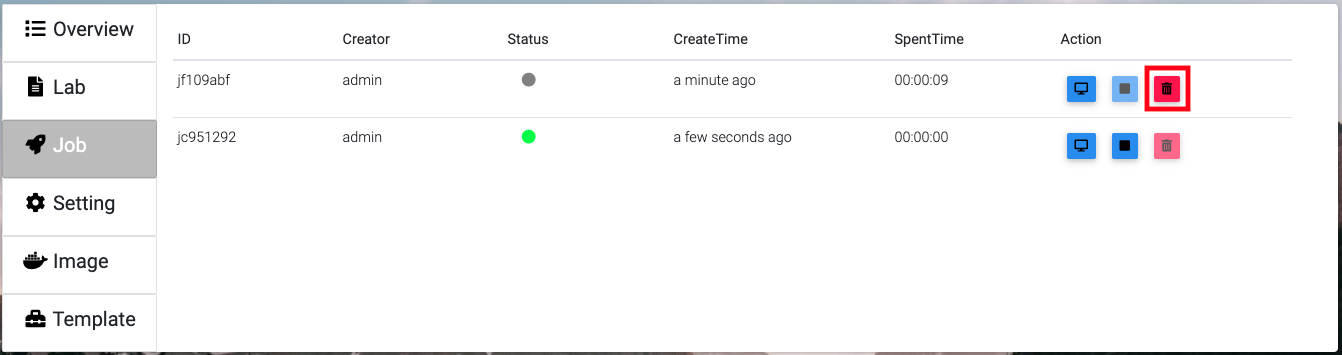 Overview
Lab
Job
Setting
Image
Template
ID Creator Status CreateTime SpentTime Action
jf109abf admin a minute ago 00:00:09
jc951292 admin a few seconds ago 00:00:00